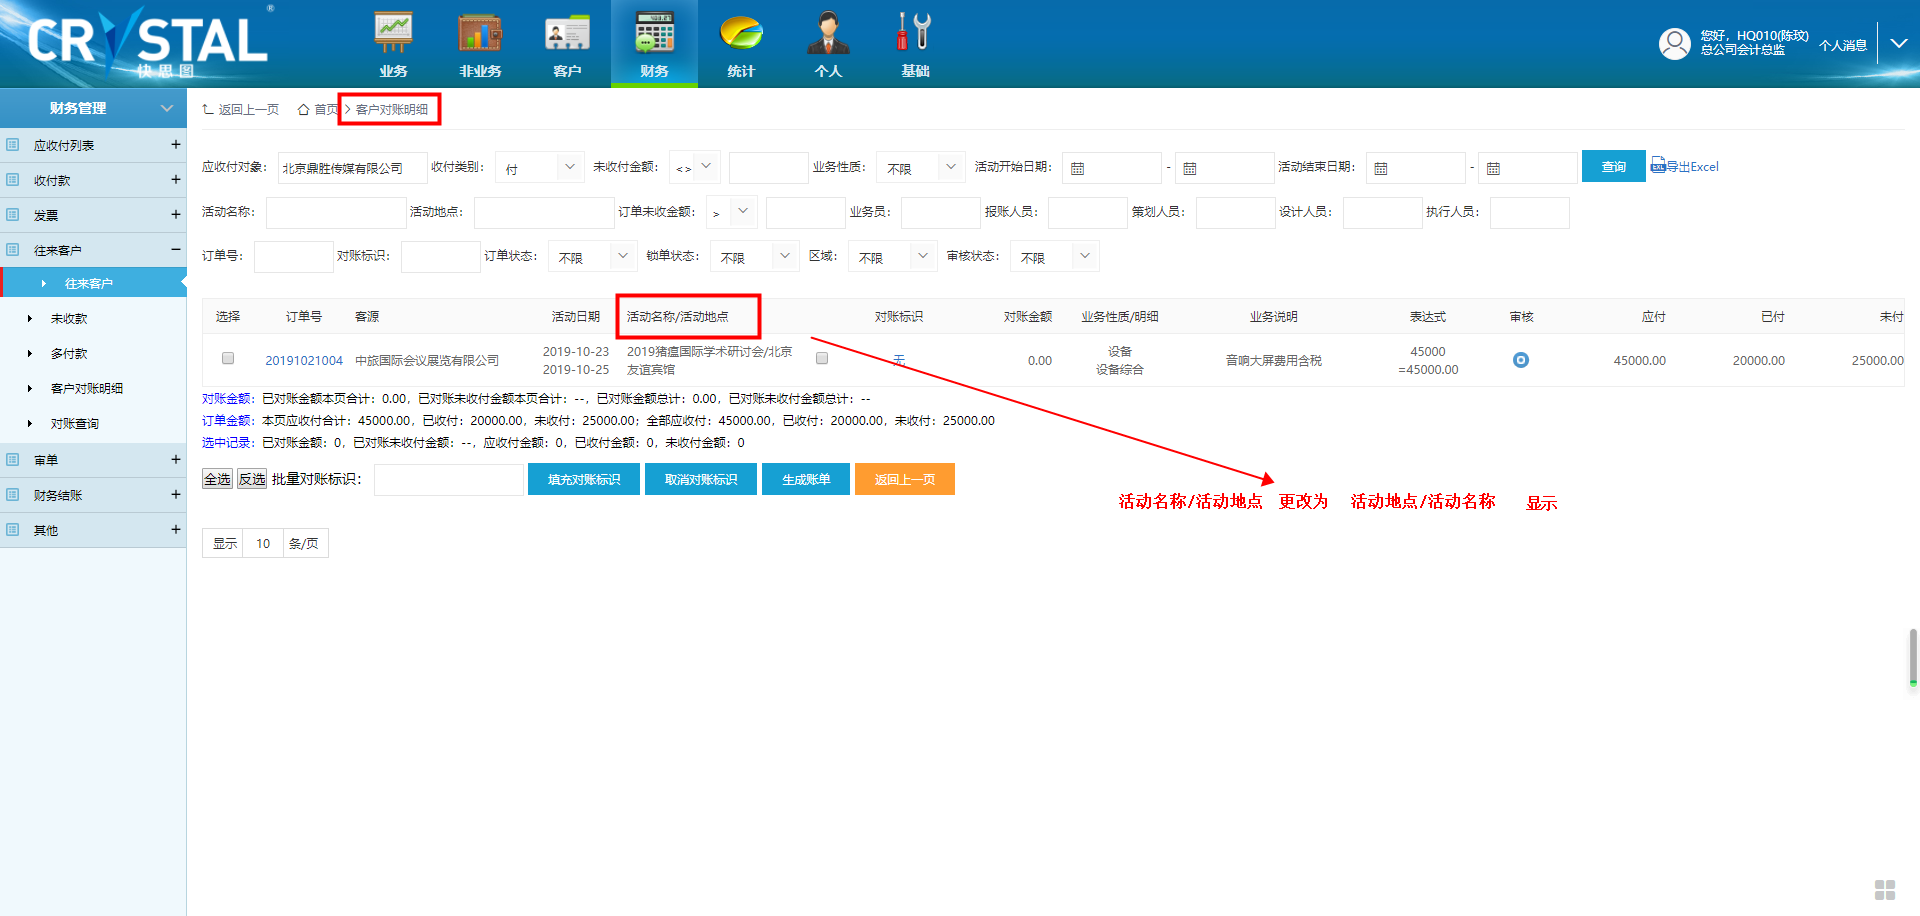 CRYSTAL®
快思图
业务 非业务 客户 财务 统计 个人 基础
您好，HQ010(陈玟)
总公司会计总监
个人消息
财务管理
应收付列表 +
收付款 +
发票 +
往来客户 −
往来客户
未收款
多付款
客户对账明细
对账查询
审单 +
财务结账 +
其他 +
返回上一页 首页 > 客户对账明细
应收付对象： 北京鼎胜传媒有限公司 收付类别： 付 未收付金额： <> 业务性质： 不限 活动开始日期： - 活动结束日期： - 查询 导出Excel
活动名称： 活动地点： 订单未收金额： > 业务员： 报账人员： 策划人员： 设计人员： 执行人员：
订单号： 对账标识： 订单状态： 不限 锁单状态： 不限 区域： 不限 审核状态： 不限
选择 订单号 客源 活动日期 活动名称/活动地点 对账标识 对账金额 业务性质/明细 业务说明 表达式 审核 应付 已付 未付
20191021004 中旅国际会议展览有限公司 2019-10-23 2019猪瘟国际学术研讨会/北京 无 0.00 设备 音响大屏费用含税 45000 45000.00 20000.00 25000.00
2019-10-25 友谊宾馆 设备综合 =45000.00
对账金额：已对账金额本页合计：0.00，已对账未收付金额本页合计：--，已对账金额总计：0.00，已对账未收付金额总计：--
订单金额：本页应收付合计：45000.00，已收付：20000.00，未收付：25000.00；全部应收付：45000.00，已收付：20000.00，未收付：25000.00
选中记录：已对账金额：0，已对账未收付金额：--，应收付金额：0，已收付金额：0，未收付金额：0
全选 反选 批量对账标识： 填充对账标识 取消对账标识 生成账单 返回上一页
活动名称/活动地点 更改为 活动地点/活动名称 显示
显示 10 条/页